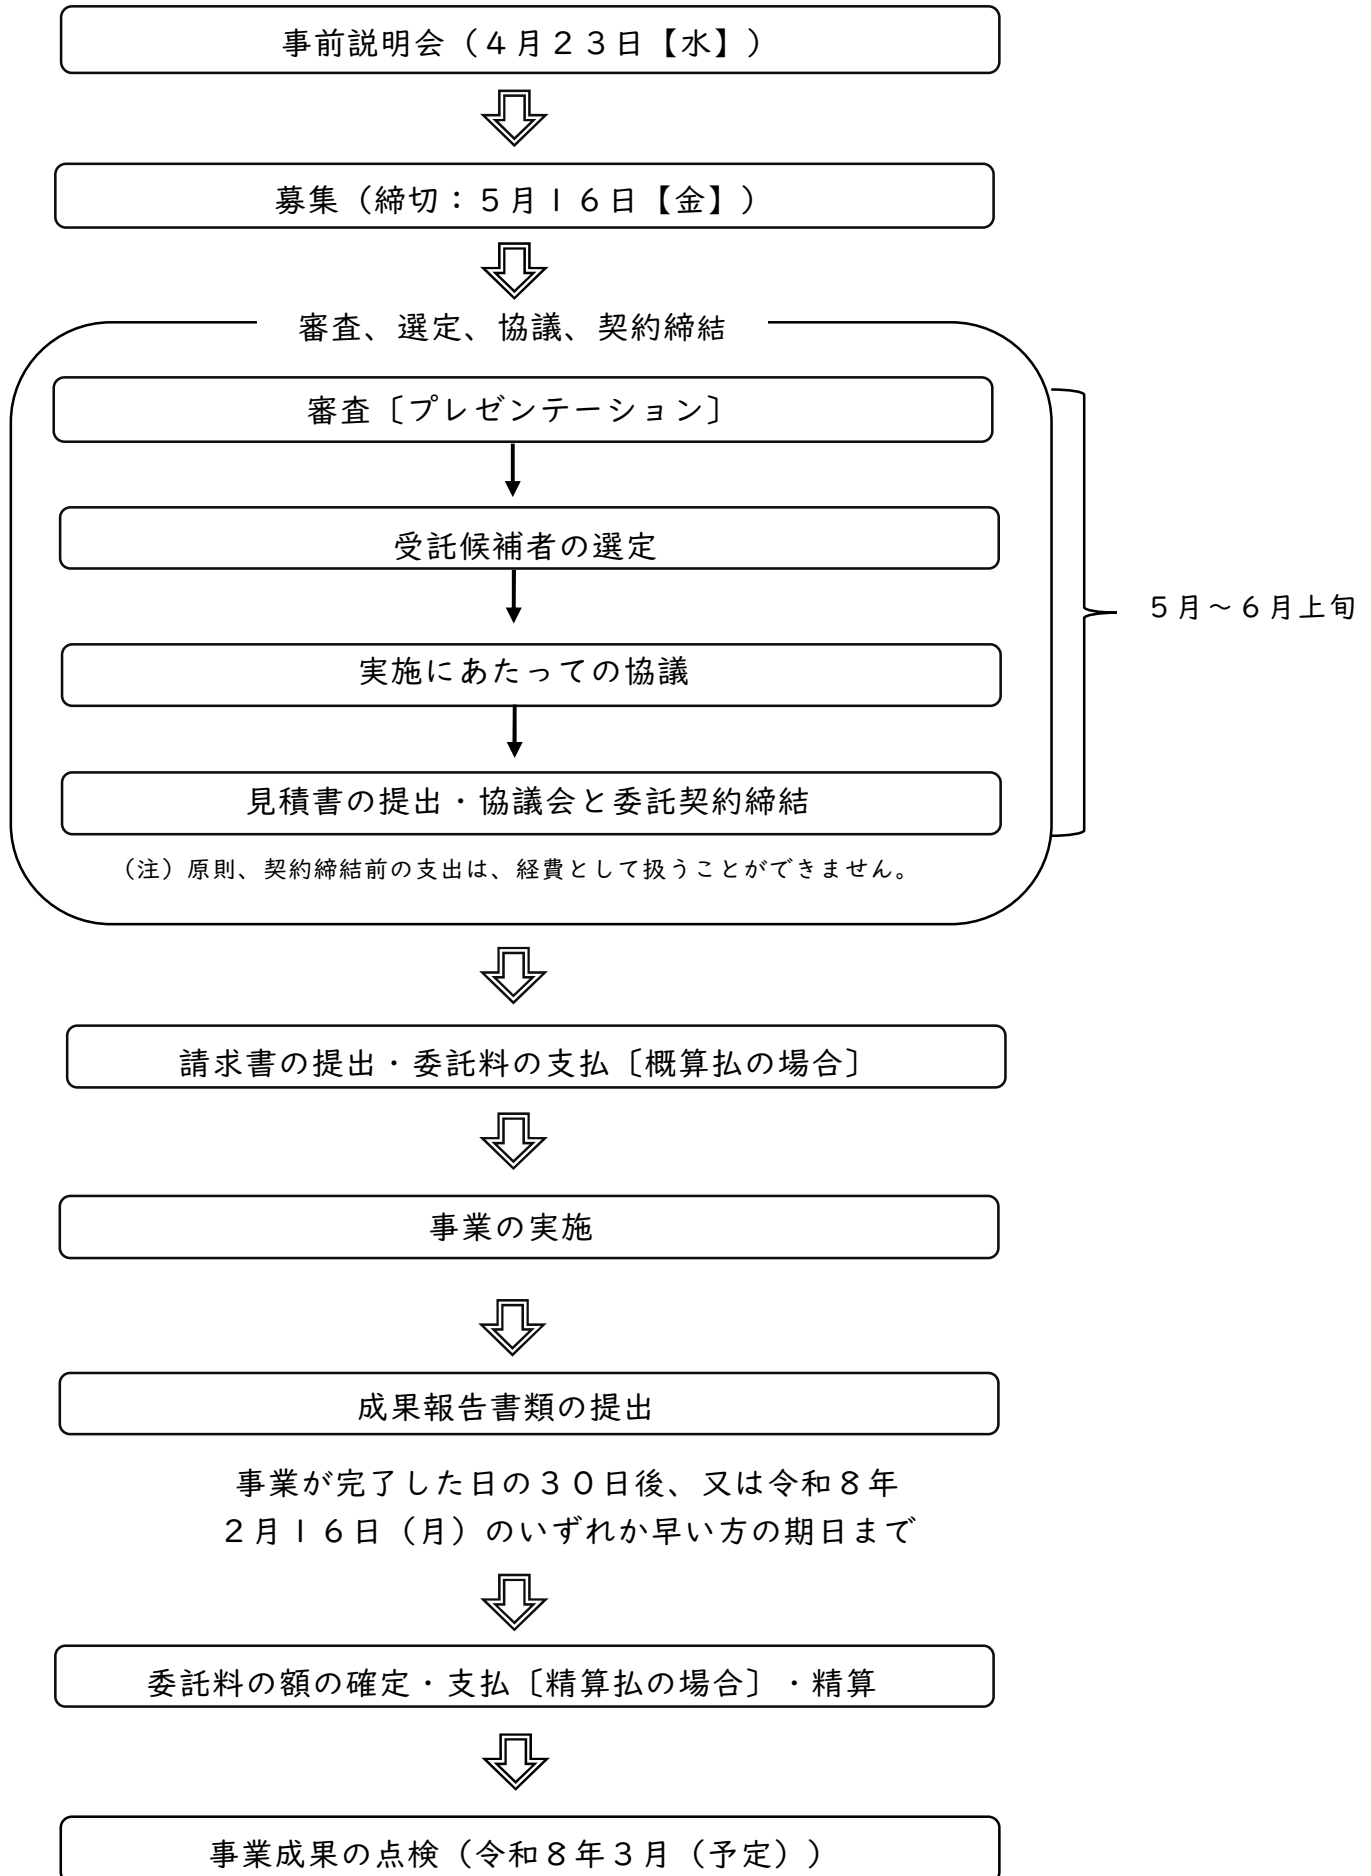 事前説明会（４月２３日【水】）
募集（締切：５月１６日【金】）
審査、選定、協議、契約締結
審査〔プレゼンテーション〕
受託候補者の選定
実施にあたっての協議
５月～６月上旬
見積書の提出・協議会と委託契約締結
（注）原則、契約締結前の支出は、経費として扱うことができません。
請求書の提出・委託料の支払〔概算払の場合〕
事業の実施
成果報告書類の提出
事業が完了した日の３０日後、又は令和８年
２月１６日（月）のいずれか早い方の期日まで
委託料の額の確定・支払〔精算払の場合〕・精算
事業成果の点検（令和８年３月（予定））